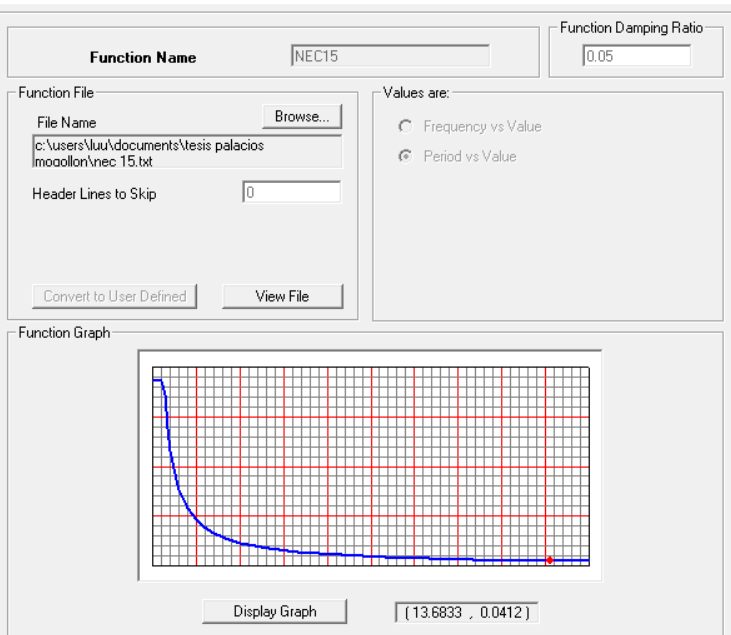 Function Damping Ratio
Function Name
NEC15
0.05
Function File
File Name
Browse...
c:\users\luu\documents\tesis palacios
mogollon\nec 15.txt
Header Lines to Skip
0
Convert to User Defined
View File
Values are:
Frequency vs Value
Period vs Value
Function Graph
Display Graph
( 13.6833 , 0.0412 )